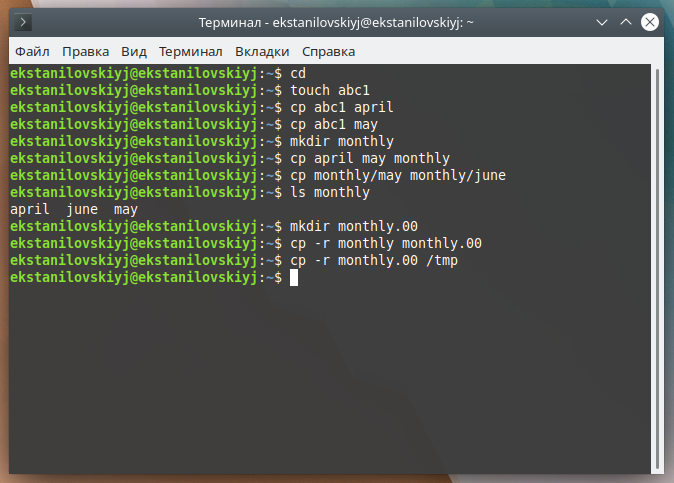 Терминал - ekstanilovskiyj@ekstanilovskiyj: ~
Файл Правка Вид Терминал Вкладки Справка
ekstanilovskiyj@ekstanilovskiyj:~$ cd
ekstanilovskiyj@ekstanilovskiyj:~$ touch abc1
ekstanilovskiyj@ekstanilovskiyj:~$ cp abc1 april
ekstanilovskiyj@ekstanilovskiyj:~$ cp abc1 may
ekstanilovskiyj@ekstanilovskiyj:~$ mkdir monthly
ekstanilovskiyj@ekstanilovskiyj:~$ cp april may monthly
ekstanilovskiyj@ekstanilovskiyj:~$ cp monthly/may monthly/june
ekstanilovskiyj@ekstanilovskiyj:~$ ls monthly
april  june  may
ekstanilovskiyj@ekstanilovskiyj:~$ mkdir monthly.00
ekstanilovskiyj@ekstanilovskiyj:~$ cp -r monthly monthly.00
ekstanilovskiyj@ekstanilovskiyj:~$ cp -r monthly.00 /tmp
ekstanilovskiyj@ekstanilovskiyj:~$